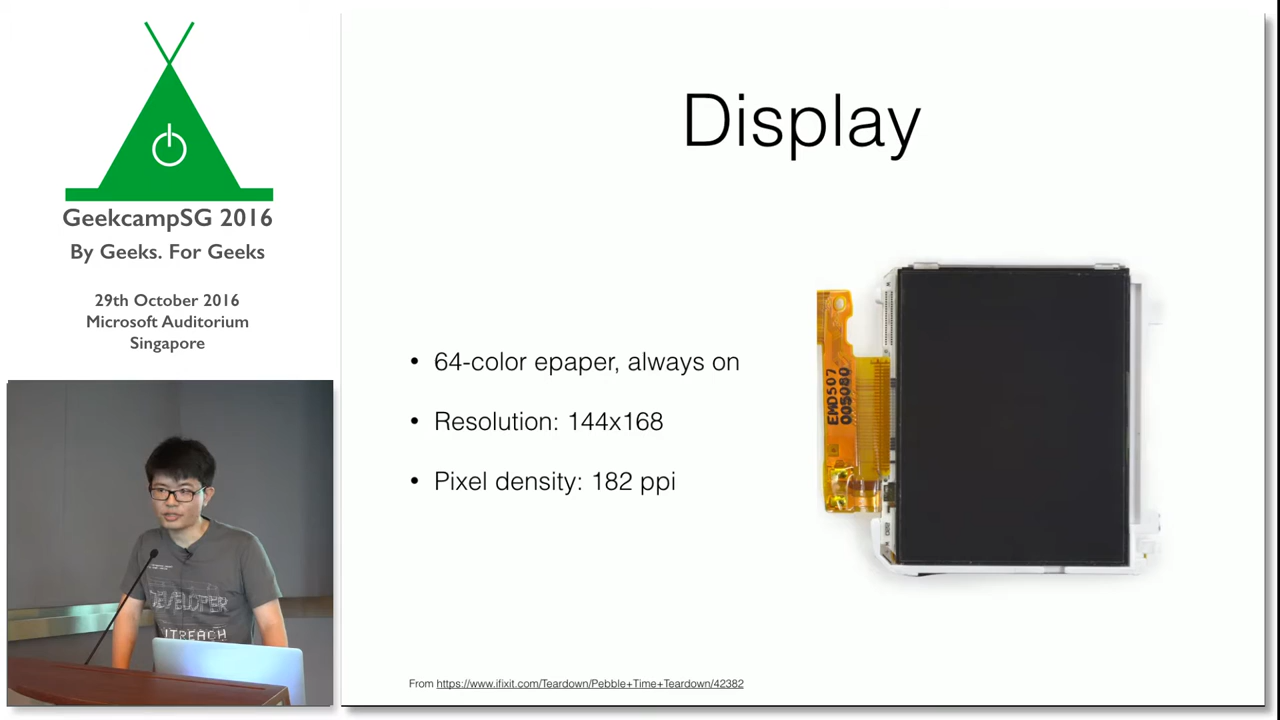 GeekcampSG 2016
By Geeks. For Geeks
29th October 2016
Microsoft Auditorium
Singapore
Display
• 64-color epaper, always on
• Resolution: 144x168
• Pixel density: 182 ppi
EMD507
005080
DEVELOPER
From https://www.ifixit.com/Teardown/Pebble+Time+Teardown/42382